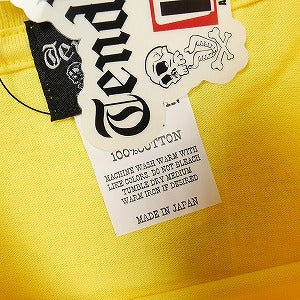 Ten
Tend
100% COTTON
MACHINE WASH WARM WITH
LIKE COLORS. DO NOT BLEACH
TUMBLE DRY MEDIUM
WARM IRON IF DESIRED
MADE IN JAPAN